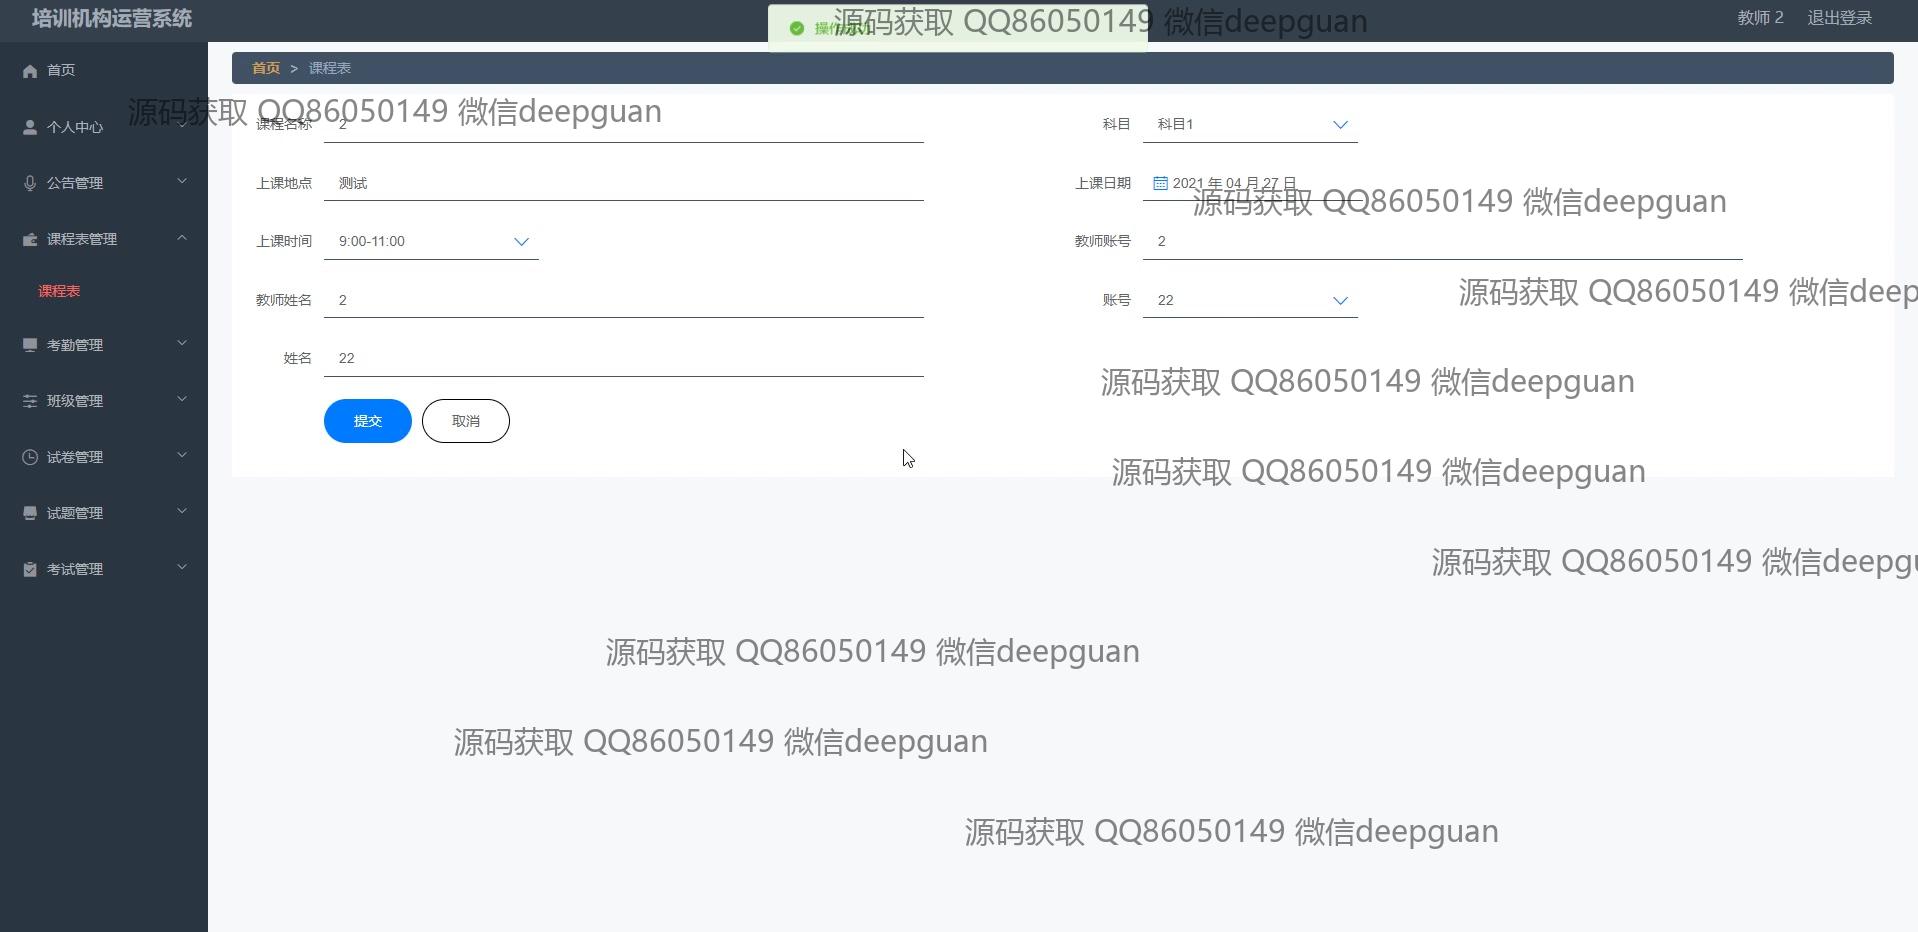 培训机构运营系统
源码获取 QQ86050149 微信deepguan
教师 2 退出登录
首页
首页 > 课程表
源码获取 QQ86050149 微信deepguan
个人中心
课程名称 2
科目 科目1
公告管理
上课地点 测试
上课日期 2021 年 04 月 27 日
源码获取 QQ86050149 微信deepguan
课程表管理
上课时间 9:00-11:00
教师账号 2
课程表
教师姓名 2
账号 22
源码获取 QQ86050149 微信deep
考勤管理
姓名 22
源码获取 QQ86050149 微信deepguan
班级管理
提交 取消
试卷管理
源码获取 QQ86050149 微信deepguan
试题管理
考试管理
源码获取 QQ86050149 微信deepgu
源码获取 QQ86050149 微信deepguan
源码获取 QQ86050149 微信deepguan
源码获取 QQ86050149 微信deepguan